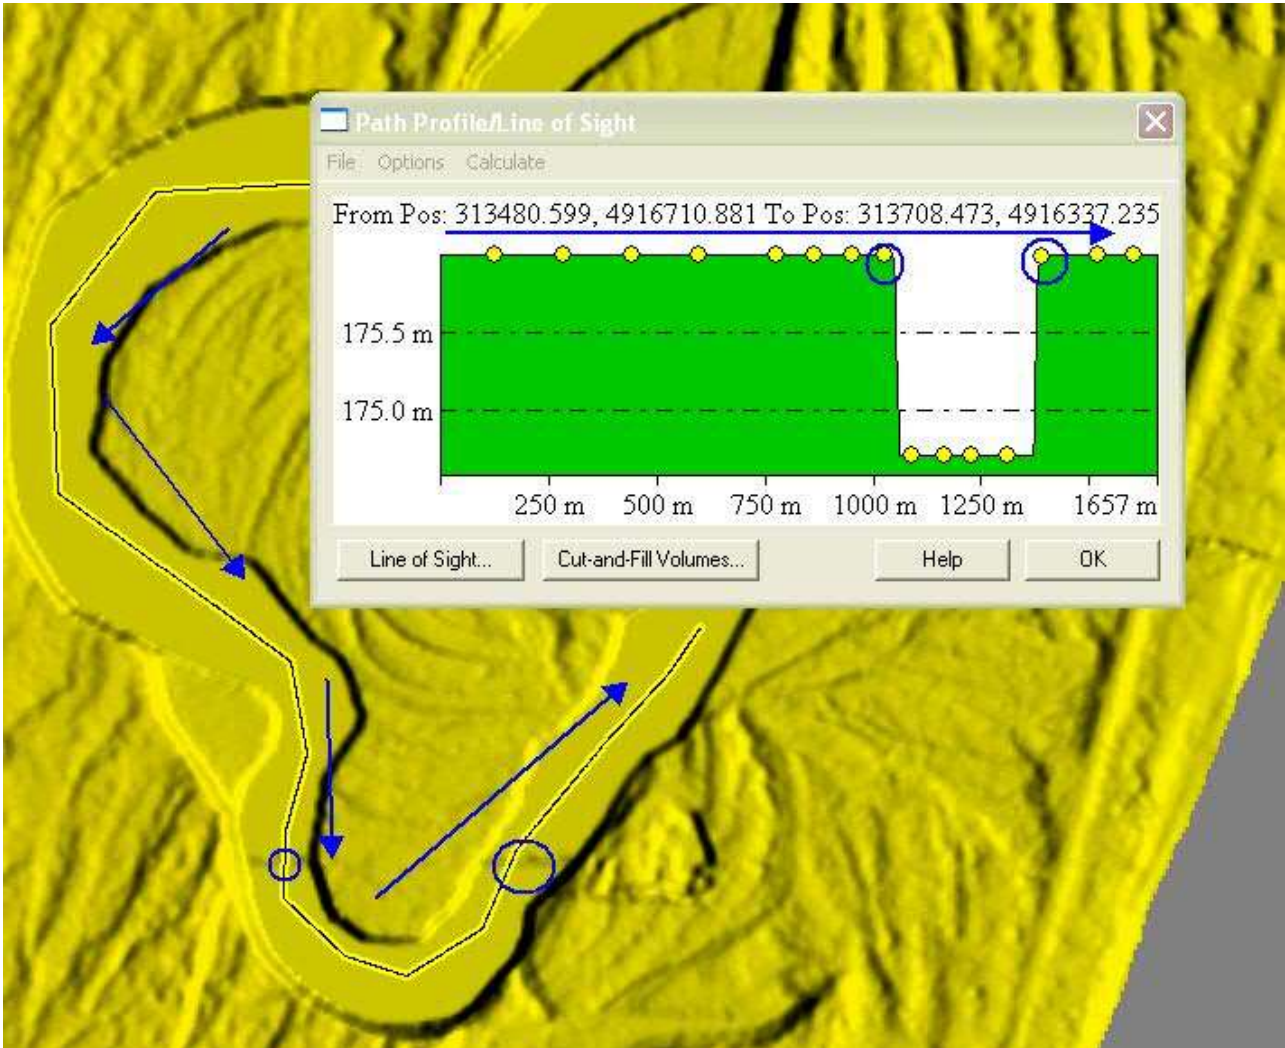 Path Profile/Line of Sight
File Options Calculate
From Pos: 313480.599, 4916710.881 To Pos: 313708.473, 4916337.235
175.5 m
175.0 m
250 m 500 m 750 m 1000 m 1250 m 1657 m
Line of Sight... Cut-and-Fill Volumes... Help OK